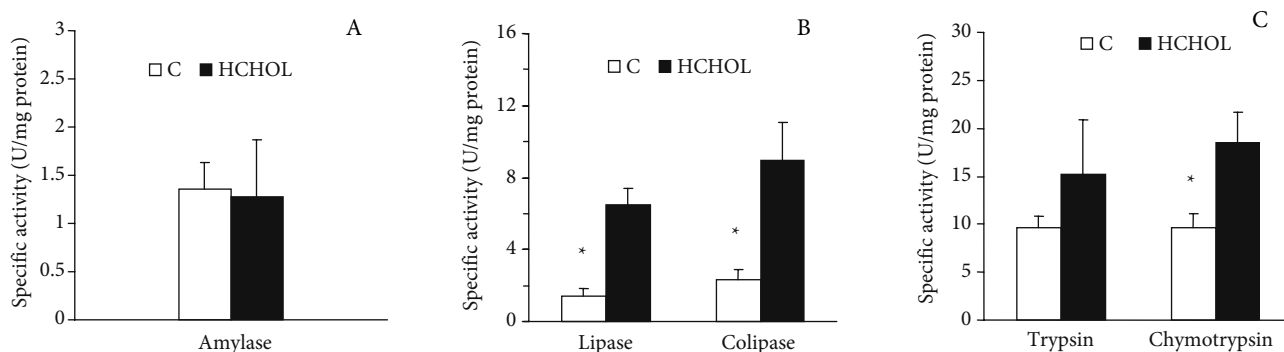 A
Specific activity (U/mg protein)
3
2.5
2
1.5
1
0.5
0
C HCHOL
Amylase
B
Specific activity (U/mg protein)
16
12
8
4
0
C HCHOL
*
*
Lipase Colipase
C
Specific activity (U/mg protein)
30
25
20
15
10
5
0
C HCHOL
*
Trypsin Chymotrypsin